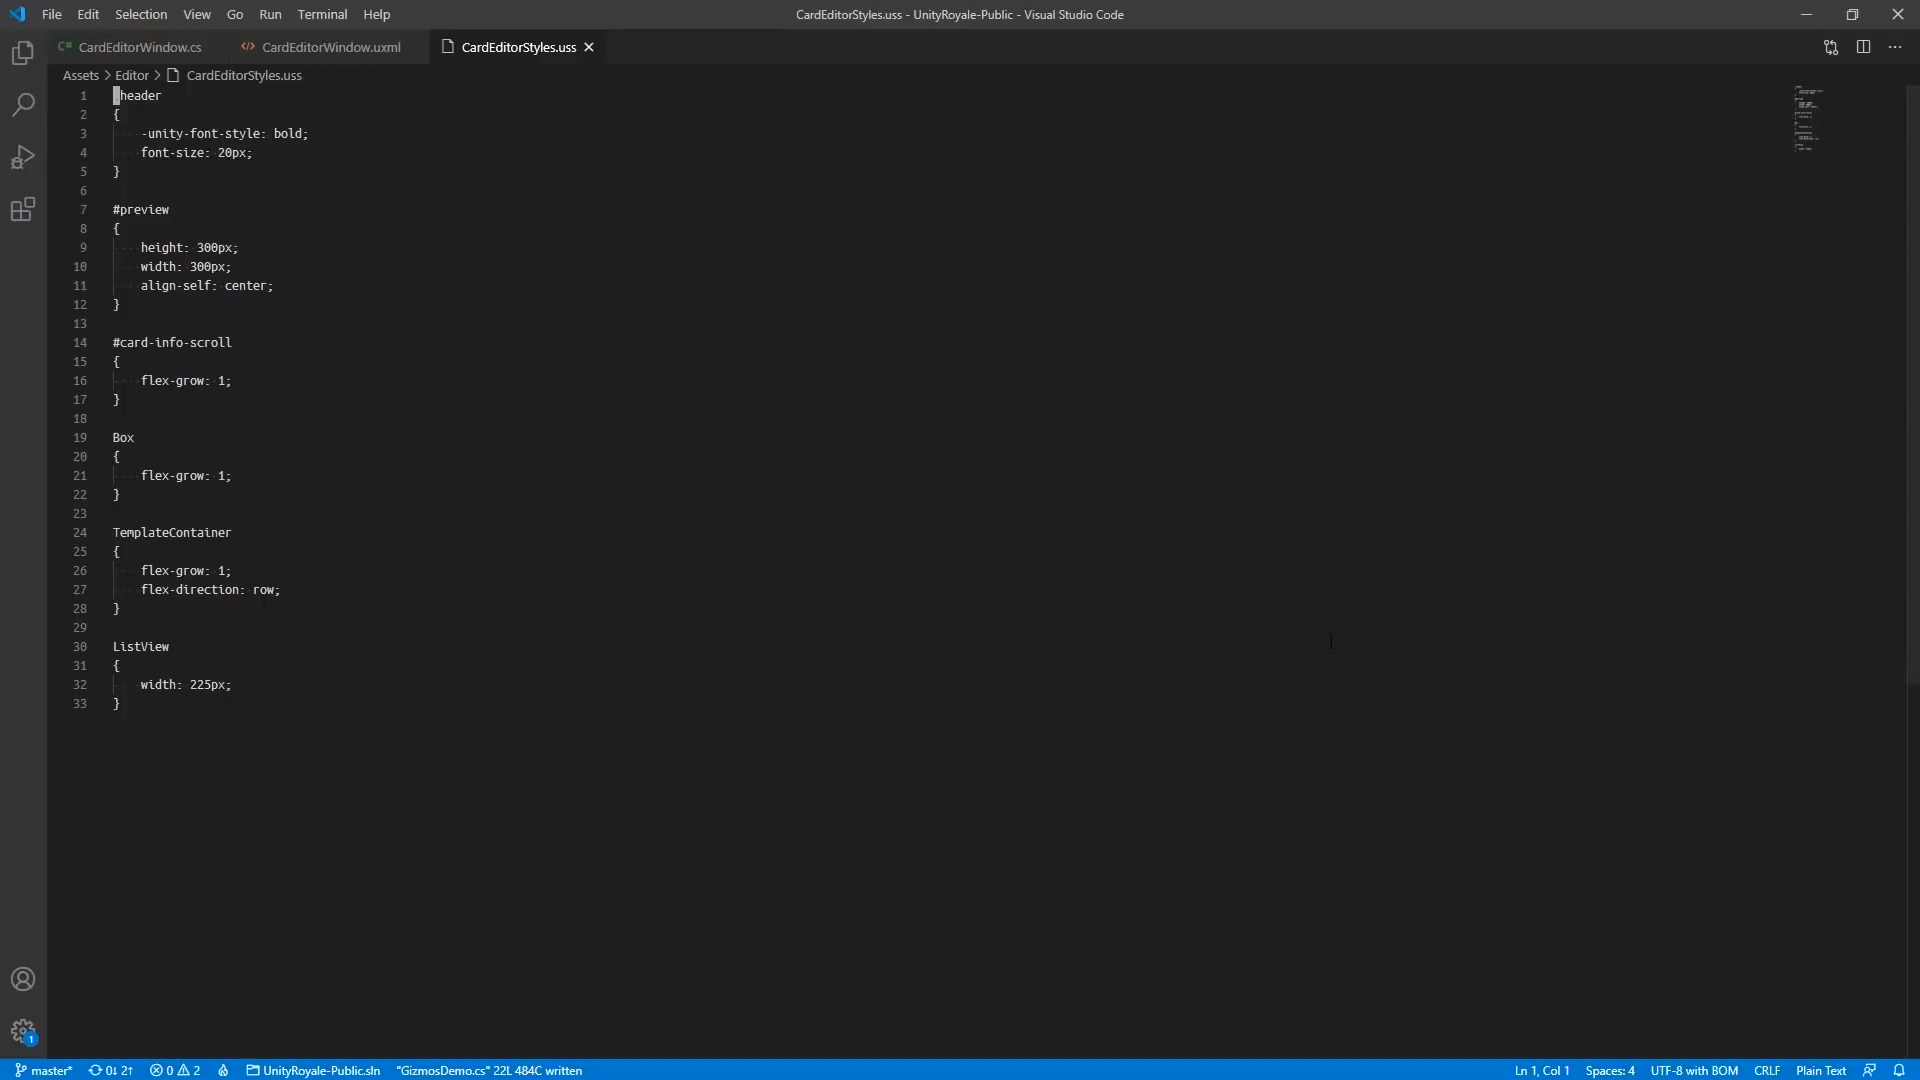 File Edit Selection View Go Run Terminal Help
CardEditorStyles.uss - UnityRoyale-Public - Visual Studio Code
C# CardEditorWindow.cs </> CardEditorWindow.uxml CardEditorStyles.uss
Assets > Editor > CardEditorStyles.uss
1 header
2 {
3 -unity-font-style: bold;
4 font-size: 20px;
5 }
6
7 #preview
8 {
9 height: 300px;
10 width: 300px;
11 align-self: center;
12 }
13
14 #card-info-scroll
15 {
16 flex-grow: 1;
17 }
18
19 Box
20 {
21 flex-grow: 1;
22 }
23
24 TemplateContainer
25 {
26 flex-grow: 1;
27 flex-direction: row;
28 }
29
30 ListView
31 {
32 width: 225px;
33 }
1
master* 0↓ 2↑ 0 2 UnityRoyale-Public.sln "GizmosDemo.cs" 22L 484C written Ln 1, Col 1 Spaces: 4 UTF-8 with BOM CRLF Plain Text